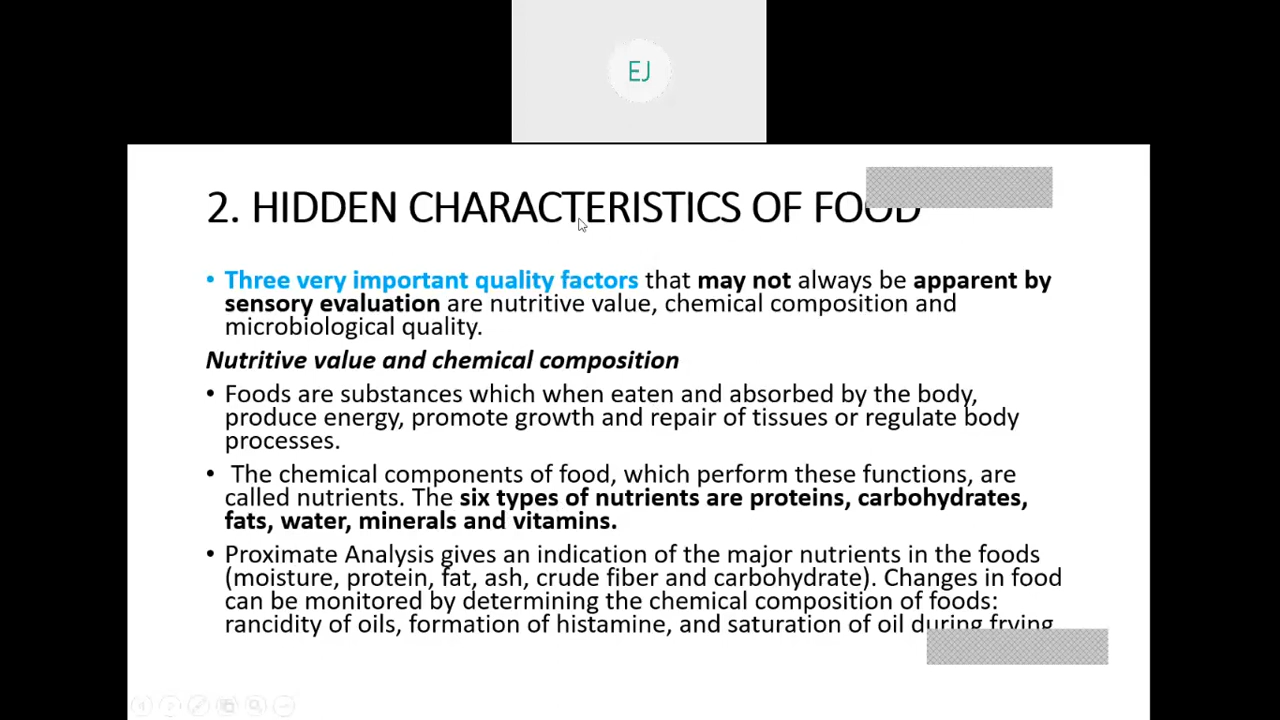 EJ
2. HIDDEN CHARACTERISTICS OF FOOD
• Three very important quality factors that may not always be apparent by
sensory evaluation are nutritive value, chemical composition and
microbiological quality.
Nutritive value and chemical composition
• Foods are substances which when eaten and absorbed by the body,
produce energy, promote growth and repair of tissues or regulate body
processes.
• The chemical components of food, which perform these functions, are
called nutrients. The six types of nutrients are proteins, carbohydrates,
fats, water, minerals and vitamins.
• Proximate Analysis gives an indication of the major nutrients in the foods
(moisture, protein, fat, ash, crude fiber and carbohydrate). Changes in food
can be monitored by determining the chemical composition of foods:
rancidity of oils, formation of histamine, and saturation of oil during frying